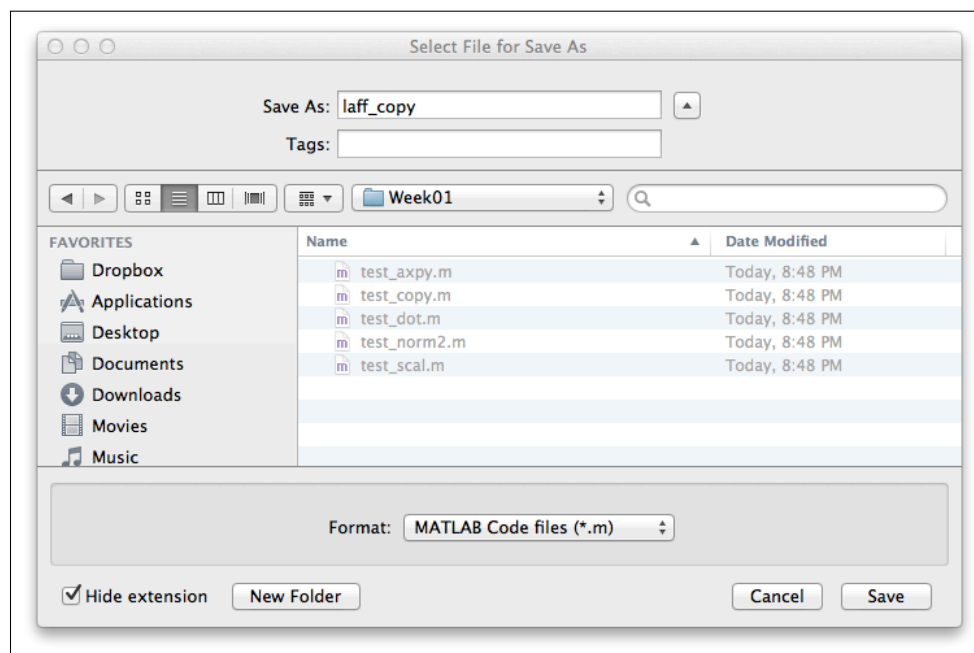 Select File for Save As
Save As: laff_copy
Tags:
Week01
FAVORITES
Name
Date Modified
Dropbox
Applications
Desktop
Documents
Downloads
Movies
Music
m test_axpy.m Today, 8:48 PM
m test_copy.m Today, 8:48 PM
m test_dot.m Today, 8:48 PM
m test_norm2.m Today, 8:48 PM
m test_scal.m Today, 8:48 PM
Format: MATLAB Code files (*.m)
Hide extension
New Folder
Cancel
Save